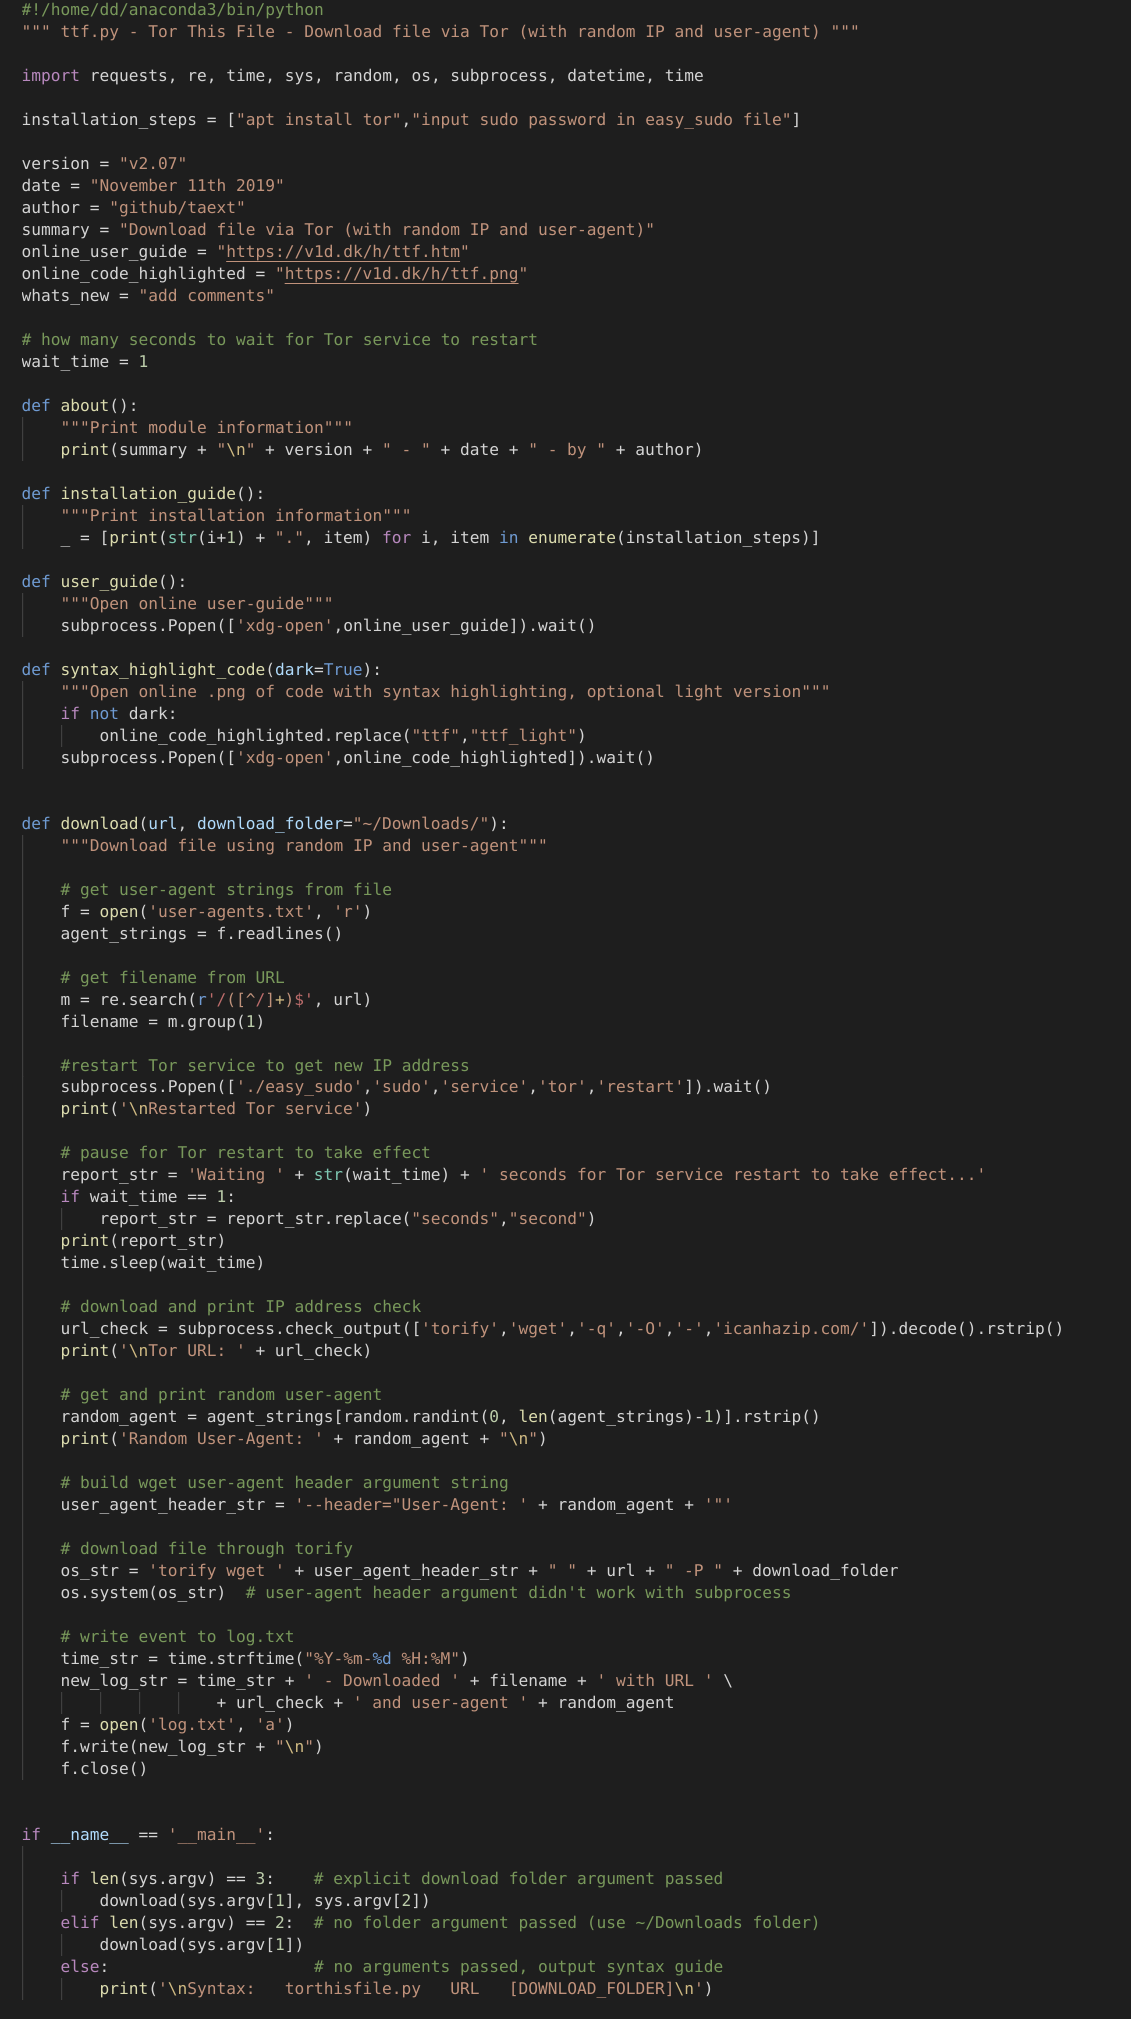 #!/home/dd/anaconda3/bin/python
""" ttf.py - Tor This File - Download file via Tor (with random IP and user-agent) """

import requests, re, time, sys, random, os, subprocess, datetime, time

installation_steps = ["apt install tor","input sudo password in easy_sudo file"]

version = "v2.07"
date = "November 11th 2019"
author = "github/taext"
summary = "Download file via Tor (with random IP and user-agent)"
online_user_guide = "https://v1d.dk/h/ttf.htm"
online_code_highlighted = "https://v1d.dk/h/ttf.png"
whats_new = "add comments"

# how many seconds to wait for Tor service to restart
wait_time = 1

def about():
    """Print module information"""
    print(summary + "\n" + version + " - " + date + " - by " + author)

def installation_guide():
    """Print installation information"""
    _ = [print(str(i+1) + ".", item) for i, item in enumerate(installation_steps)]

def user_guide():
    """Open online user-guide"""
    subprocess.Popen(['xdg-open',online_user_guide]).wait()

def syntax_highlight_code(dark=True):
    """Open online .png of code with syntax highlighting, optional light version"""
    if not dark:
        online_code_highlighted.replace("ttf","ttf_light")
    subprocess.Popen(['xdg-open',online_code_highlighted]).wait()


def download(url, download_folder="~/Downloads/"):
    """Download file using random IP and user-agent"""

    # get user-agent strings from file
    f = open('user-agents.txt', 'r')
    agent_strings = f.readlines()

    # get filename from URL
    m = re.search(r'/([^/]+)$', url)
    filename = m.group(1)

    #restart Tor service to get new IP address
    subprocess.Popen(['./easy_sudo','sudo','service','tor','restart']).wait()
    print('\nRestarted Tor service')

    # pause for Tor restart to take effect
    report_str = 'Waiting ' + str(wait_time) + ' seconds for Tor service restart to take effect...'
    if wait_time == 1:
        report_str = report_str.replace("seconds","second")
    print(report_str)
    time.sleep(wait_time)

    # download and print IP address check
    url_check = subprocess.check_output(['torify','wget','-q','-O','-','icanhazip.com/']).decode().rstrip()
    print('\nTor URL: ' + url_check)

    # get and print random user-agent
    random_agent = agent_strings[random.randint(0, len(agent_strings)-1)].rstrip()
    print('Random User-Agent: ' + random_agent + "\n")

    # build wget user-agent header argument string
    user_agent_header_str = '--header="User-Agent: ' + random_agent + '"'

    # download file through torify
    os_str = 'torify wget ' + user_agent_header_str + " " + url + " -P " + download_folder
    os.system(os_str)  # user-agent header argument didn't work with subprocess

    # write event to log.txt
    time_str = time.strftime("%Y-%m-%d %H:%M")
    new_log_str = time_str + ' - Downloaded ' + filename + ' with URL ' \
                    + url_check + ' and user-agent ' + random_agent
    f = open('log.txt', 'a')
    f.write(new_log_str + "\n")
    f.close()


if __name__ == '__main__':

    if len(sys.argv) == 3:    # explicit download folder argument passed
        download(sys.argv[1], sys.argv[2])
    elif len(sys.argv) == 2:  # no folder argument passed (use ~/Downloads folder)
        download(sys.argv[1])
    else:                     # no arguments passed, output syntax guide
        print('\nSyntax:   torthisfile.py   URL   [DOWNLOAD_FOLDER]\n')